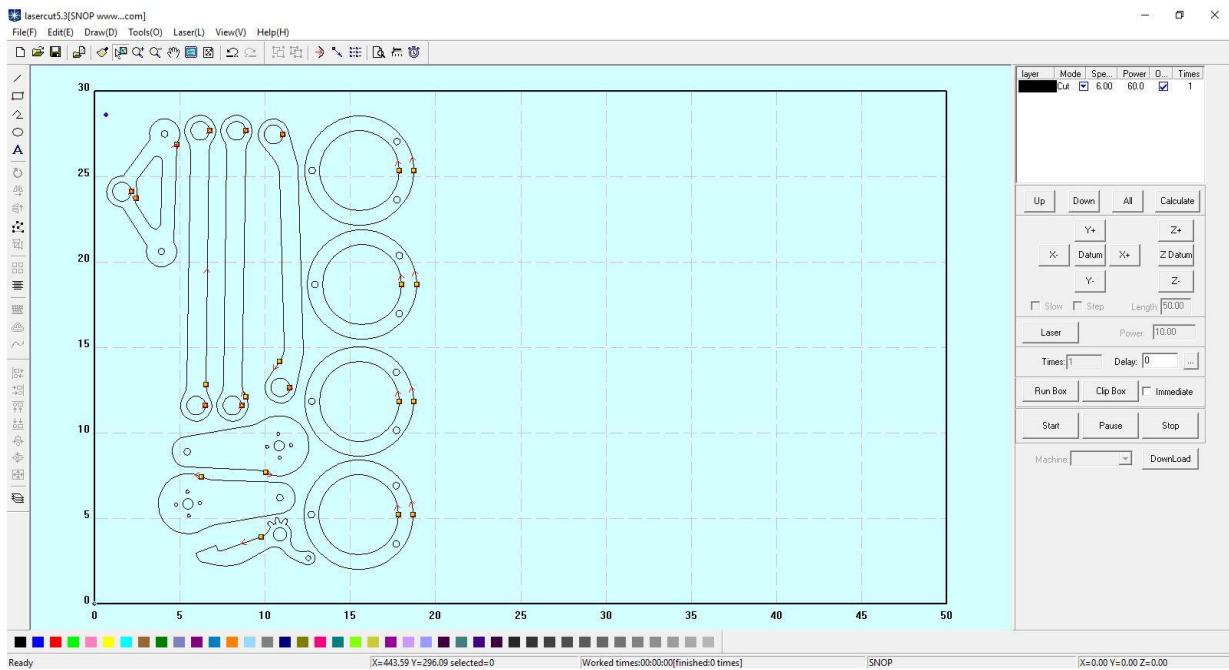 lasercut5.3[SNOP www...com]
File(F) Edit(E) Draw(D) Tools(O) Laser(L) View(V) Help(H)
A
layer Mode Spe... Power O... Times
Cut 6.00 60.0 1
30
25
20
15
10
5
0
0 5 10 15 20 25 30 35 40 45 50
Up Down All Calculate
Y+ Z+
X- Datum X+ Z Datum
Y- Z-
Slow Step Length: 50.00
Laser Power: 10.00
Times: 1 Delay: 0 ...
Run Box Clip Box Immediate
Start Pause Stop
Machine: DownLoad
Ready X=443.59 Y=296.09 selected=0 Worked times:00:00:00[finished:0 times] SNOP X=0.00 Y=0.00 Z=0.00